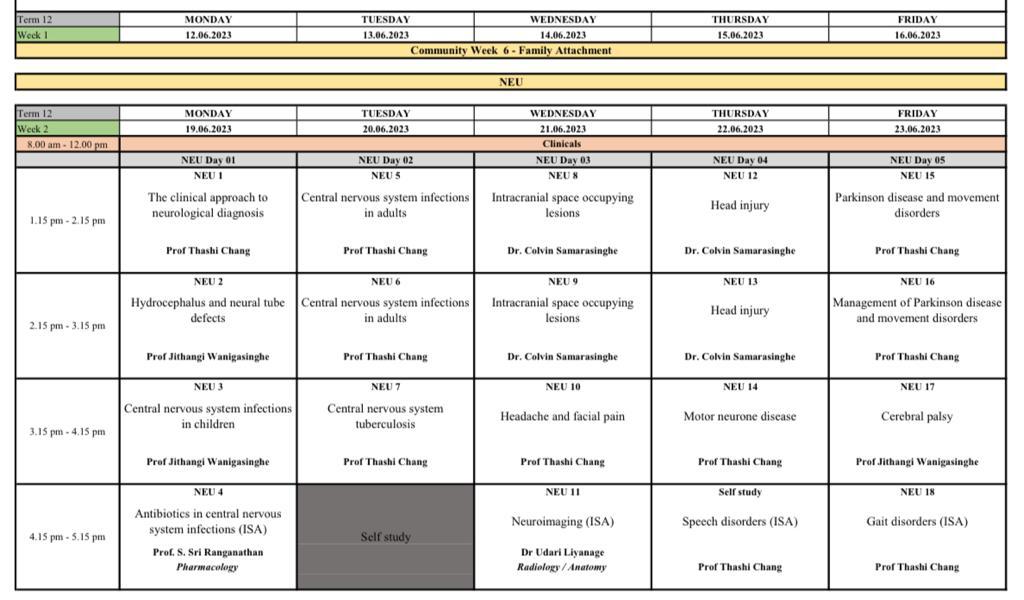 Term 12 MONDAY TUESDAY WEDNESDAY THURSDAY FRIDAY
Week 1 12.06.2023 13.06.2023 14.06.2023 15.06.2023 16.06.2023
Community Week 6 - Family Attachment
NEU
Term 12 MONDAY TUESDAY WEDNESDAY THURSDAY FRIDAY
Week 2 19.06.2023 20.06.2023 21.06.2023 22.06.2023 23.06.2023
8.00 am - 12.00 pm Clinicals
NEU Day 01 NEU Day 02 NEU Day 03 NEU Day 04 NEU Day 05
1.15 pm - 2.15 pm
NEU 1
The clinical approach to
neurological diagnosis
Prof Thashi Chang
NEU 5
Central nervous system infections
in adults
Prof Thashi Chang
NEU 8
Intracranial space occupying
lesions
Dr. Colvin Samarasinghe
NEU 12
Head injury
Dr. Colvin Samarasinghe
NEU 15
Parkinson disease and movement
disorders
Prof Thashi Chang
2.15 pm - 3.15 pm
NEU 2
Hydrocephalus and neural tube
defects
Prof Jithangi Wanigasinghe
NEU 6
Central nervous system infections
in adults
Prof Thashi Chang
NEU 9
Intracranial space occupying
lesions
Dr. Colvin Samarasinghe
NEU 13
Head injury
Dr. Colvin Samarasinghe
NEU 16
Management of Parkinson disease
and movement disorders
Prof Thashi Chang
3.15 pm - 4.15 pm
NEU 3
Central nervous system infections
in children
Prof Jithangi Wanigasinghe
NEU 7
Central nervous system
tuberculosis
Prof Thashi Chang
NEU 10
Headache and facial pain
Prof Thashi Chang
NEU 14
Motor neurone disease
Prof Thashi Chang
NEU 17
Cerebral palsy
Prof Jithangi Wanigasinghe
4.15 pm - 5.15 pm
NEU 4
Antibiotics in central nervous
system infections (ISA)
Prof. S. Sri Ranganathan
Pharmacology
Self study
NEU 11
Neuroimaging (ISA)
Dr Udari Liyanage
Radiology / Anatomy
Self study
Speech disorders (ISA)
Prof Thashi Chang
NEU 18
Gait disorders (ISA)
Prof Thashi Chang